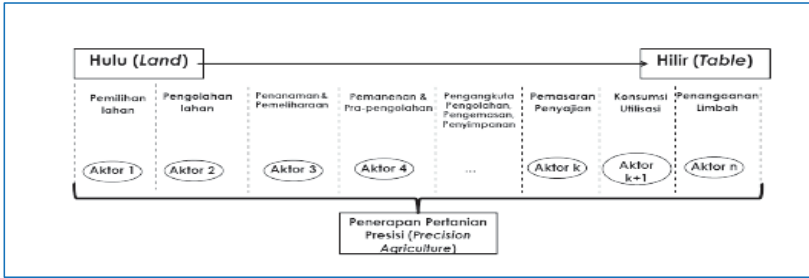 Hulu (Land)
Hilir (Table)
Pemilihan
lahan
Pengolahan
lahan
Penanaman &
Pemeliharaan
Pemanenan &
Pra-pengolahan
Pengangkuta
Pengolahan,
Pengemasan,
Penyimpanan
Pemasaran
Penyajian
Konsumsi
Utilisasi
Penanganan
Limbah
Aktor 1
Aktor 2
Aktor 3
Aktor 4
...
Aktor k
Aktor
k+1
Aktor n
Penerapan Pertanian
Presisi (Precision
Agriculture)